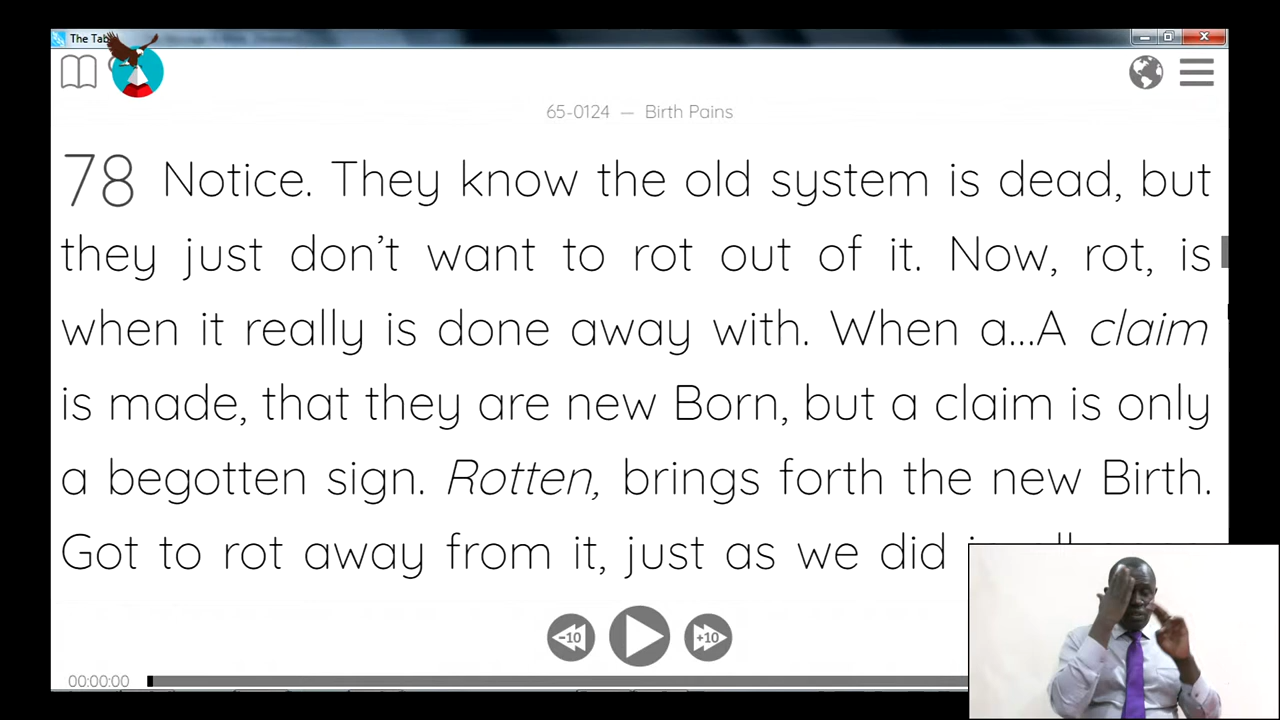 The Tab
65-0124 — Birth Pains
78 Notice. They know the old system is dead, but
they just don’t want to rot out of it. Now, rot, is
when it really is done away with. When a...A claim
is made, that they are new Born, but a claim is only
a begotten sign. Rotten, brings forth the new Birth.
Got to rot away from it, just as we did
-10 +10
00:00:00